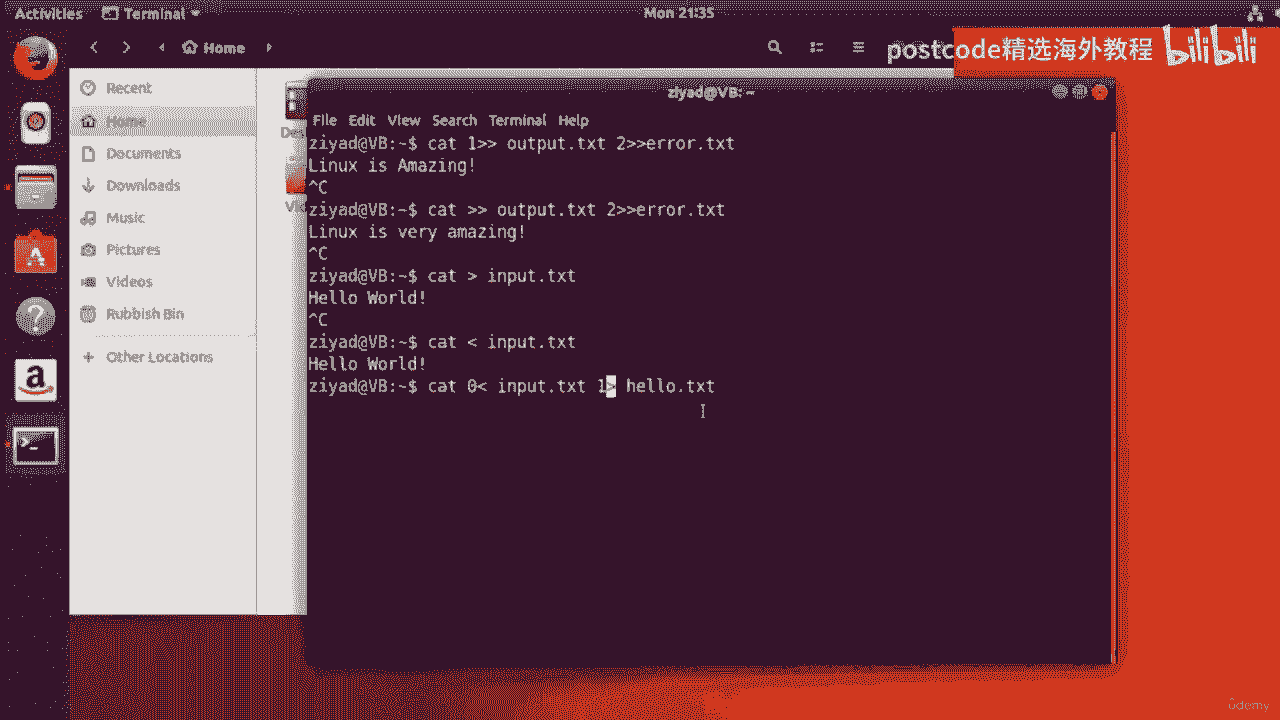 Activities Terminal Mon 21:35
Home
postcode精选海外教程 bilibili
Recent
Home
Documents
Downloads
Music
Pictures
Videos
Rubbish Bin
Other Locations
ziyad@VB: ~
File Edit View Search Terminal Help
ziyad@VB:~$ cat 1>> output.txt 2>>error.txt
Linux is Amazing!
^C
ziyad@VB:~$ cat >> output.txt 2>>error.txt
Linux is very amazing!
^C
ziyad@VB:~$ cat > input.txt
Hello World!
^C
ziyad@VB:~$ cat < input.txt
Hello World!
ziyad@VB:~$ cat 0< input.txt 1> hello.txt
ûdemy